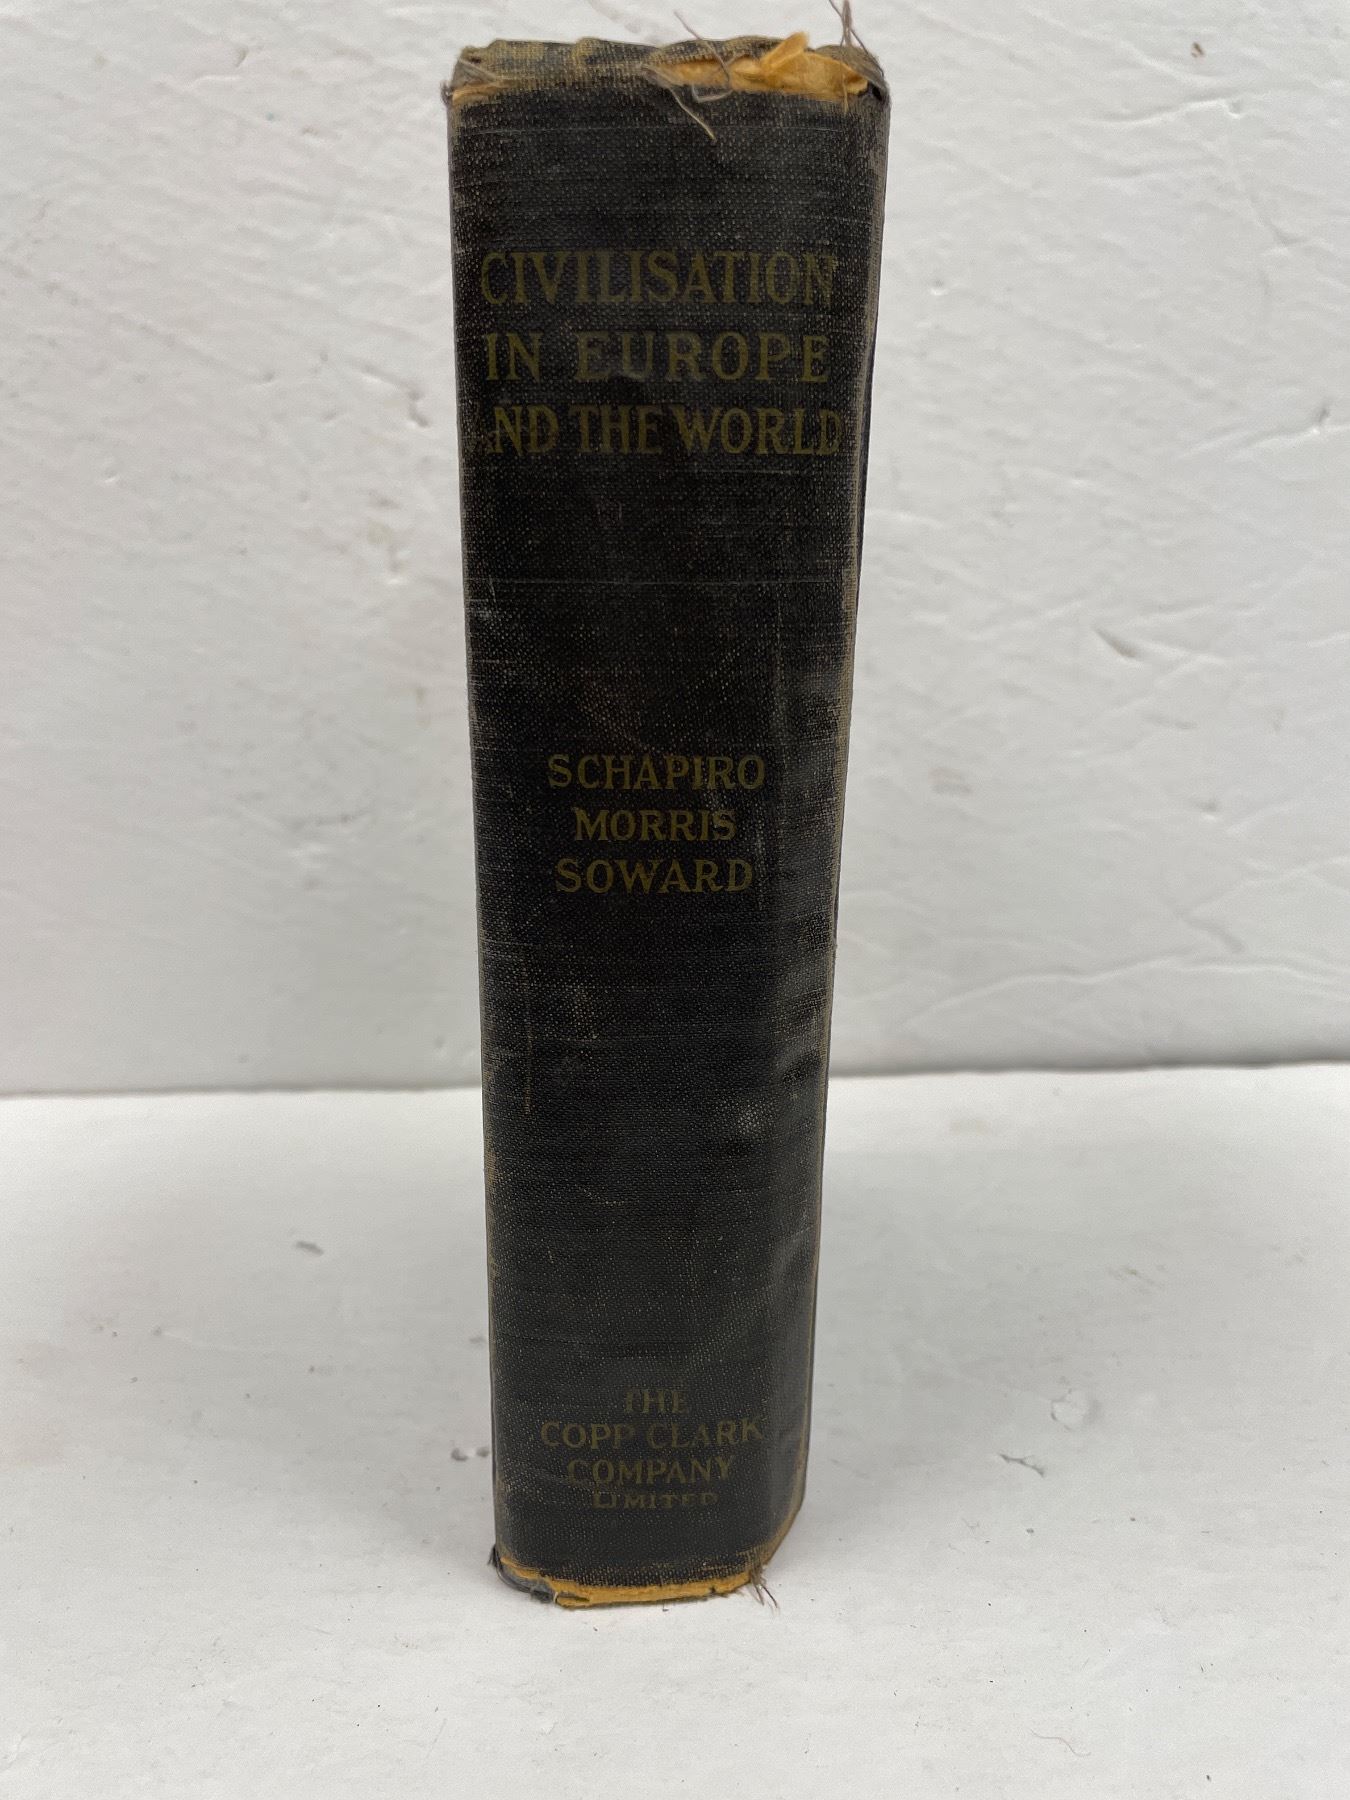 CIVILISATION
IN EUROPE
AND THE WORLD
SCHAPIRO
MORRIS
SOWARD
THE
COPP CLARK
COMPANY
LIMITED